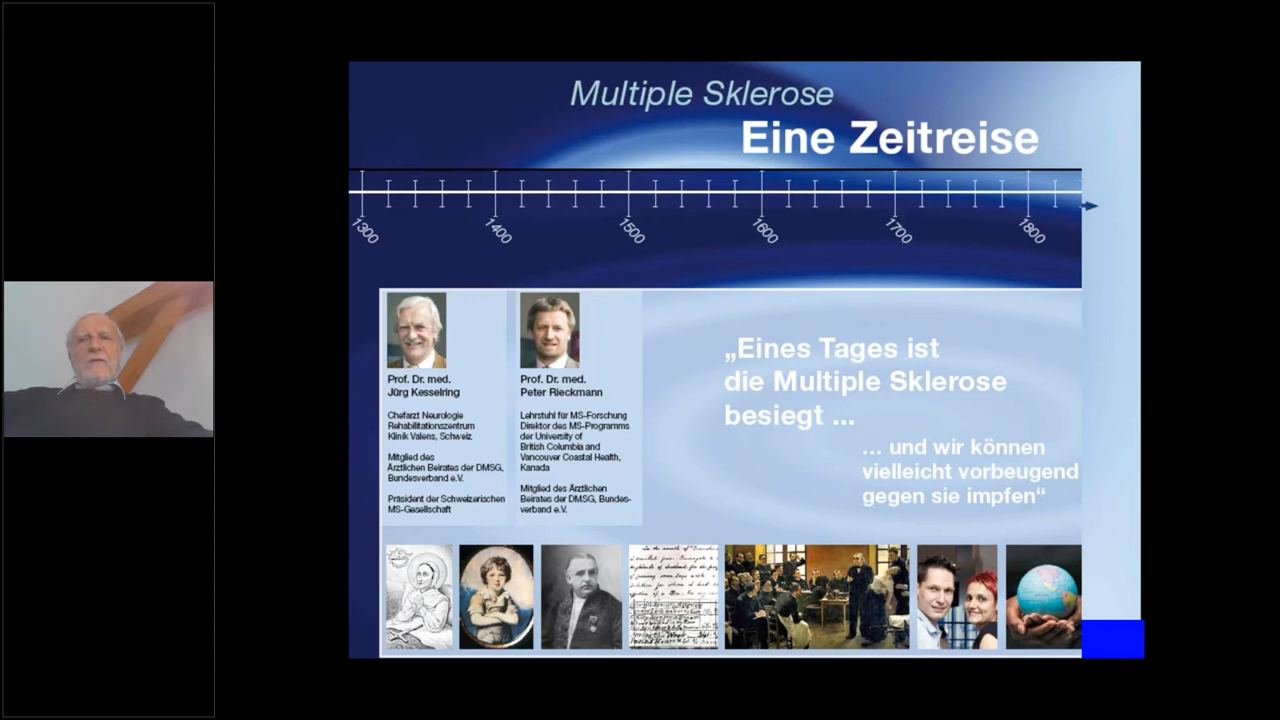 Multiple Sklerose
Eine Zeitreise
1300 1400 1500 1600 1700 1800
Prof. Dr. med.
Jürg Kesselring
Chefarzt Neurologie
Rehabilitationszentrum
Klinik Valens, Schweiz
Mitglied des
Ärztlichen Beirates der DMSG,
Bundesverband e.V.
Präsident der Schweizerischen
MS-Gesellschaft
Prof. Dr. med.
Peter Rieckmann
Lehrstuhl für MS-Forschung
Direktor des MS-Programms
der University of
British Columbia and
Vancouver Coastal Health,
Kanada
Mitglied des Ärztlichen
Beirates der DMSG, Bundes-
verband e.V.
„Eines Tages ist
die Multiple Sklerose
besiegt ...
... und wir können
vielleicht vorbeugend
gegen sie impfen“